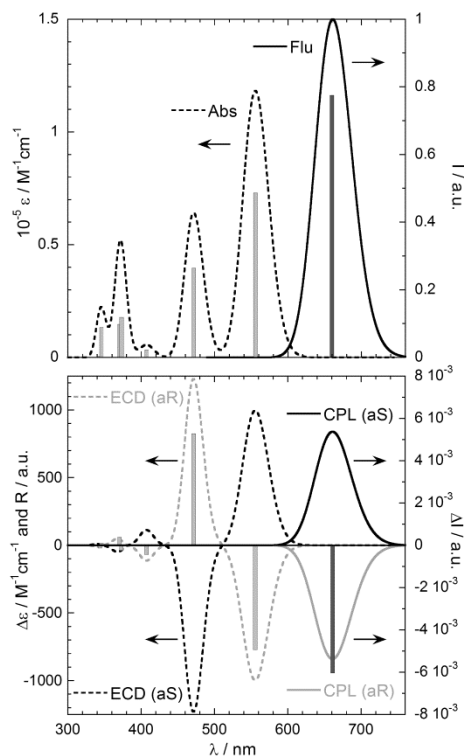 1.5
1
0.5
0
10⁻⁵ ε / M⁻¹cm⁻¹
Flu
Abs
1
0.8
0.6
0.4
0.2
0
I / a.u.
1000
500
0
-500
-1000
Δε / M⁻¹cm⁻¹ and R / a.u.
ECD (aR)
CPL (aS)
ECD (aS)
CPL (aR)
8 10⁻³
6 10⁻³
4 10⁻³
2 10⁻³
0
-2 10⁻³
-4 10⁻³
-6 10⁻³
-8 10⁻³
ΔI / a.u.
300 400 500 600 700
λ / nm